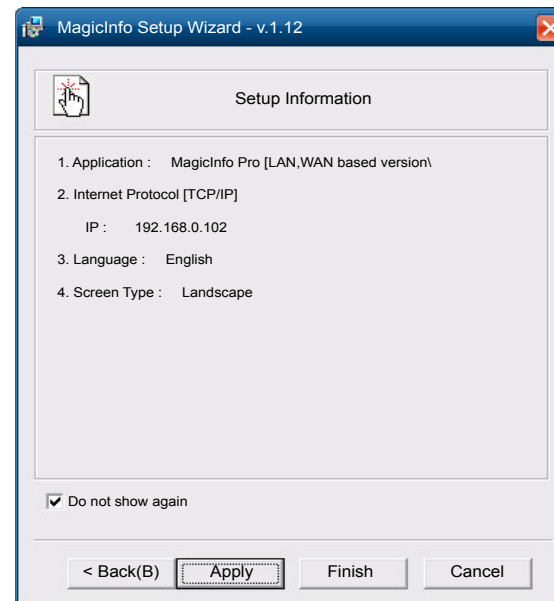 MagicInfo Setup Wizard - v.1.12
Setup Information
1. Application : MagicInfo Pro [LAN,WAN based version\
2. Internet Protocol [TCP/IP]
IP : 192.168.0.102
3. Language : English
4. Screen Type : Landscape
Do not show again
< Back(B) Apply Finish Cancel